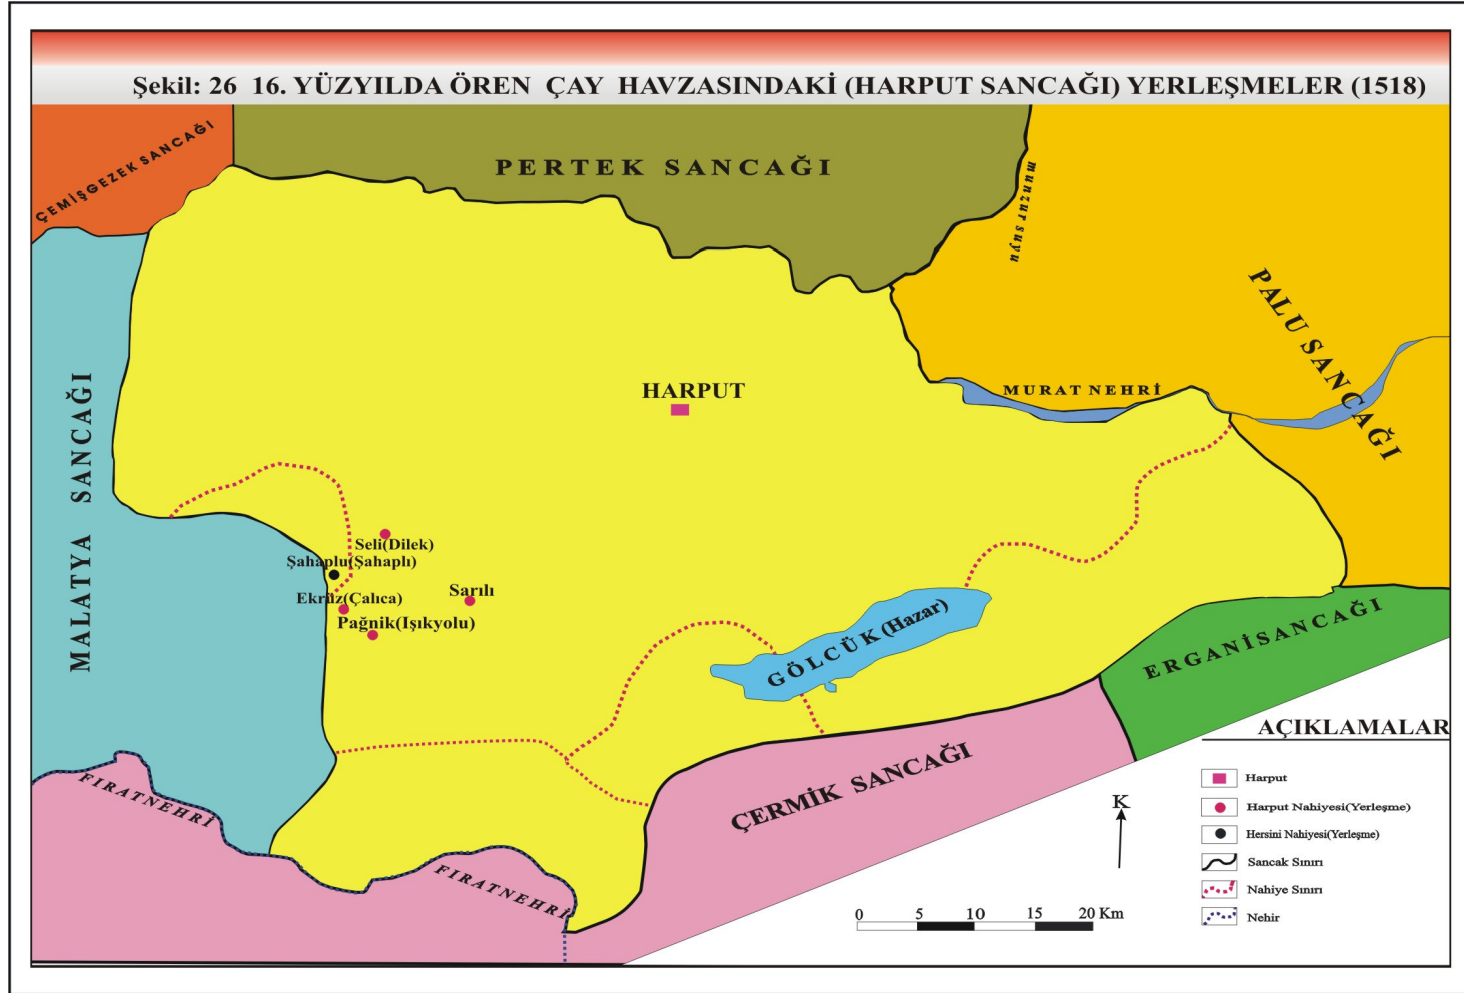 Şekil: 26 16. YÜZYILDA ÖREN ÇAY HAVZASINDAKİ (HARPUT SANCAĞI) YERLEŞMELER (1518)
ÇEMİŞGEZEK SANCAĞI
PERTEK SANCAĞI
munzur suyu
PALU SANCAĞI
MURAT NEHRİ
HARPUT
MALATYA SANCAĞI
Seli(Dilek)
Şahaplu(Şahaplı)
Ekrüz(Çalıca)
Sarılı
Pağnik(Işıkyolu)
GÖLCÜK (Hazar)
ERGANİSANCAĞI
ÇERMİK SANCAĞI
FIRATNEHRİ
FIRATNEHRİ
AÇIKLAMALAR
Harput
Harput Nahiyesi(Yerleşme)
Hersini Nahiyesi(Yerleşme)
Sancak Sınırı
Nahiye Sınırı
Nehir
K
0 5 10 15 20 Km